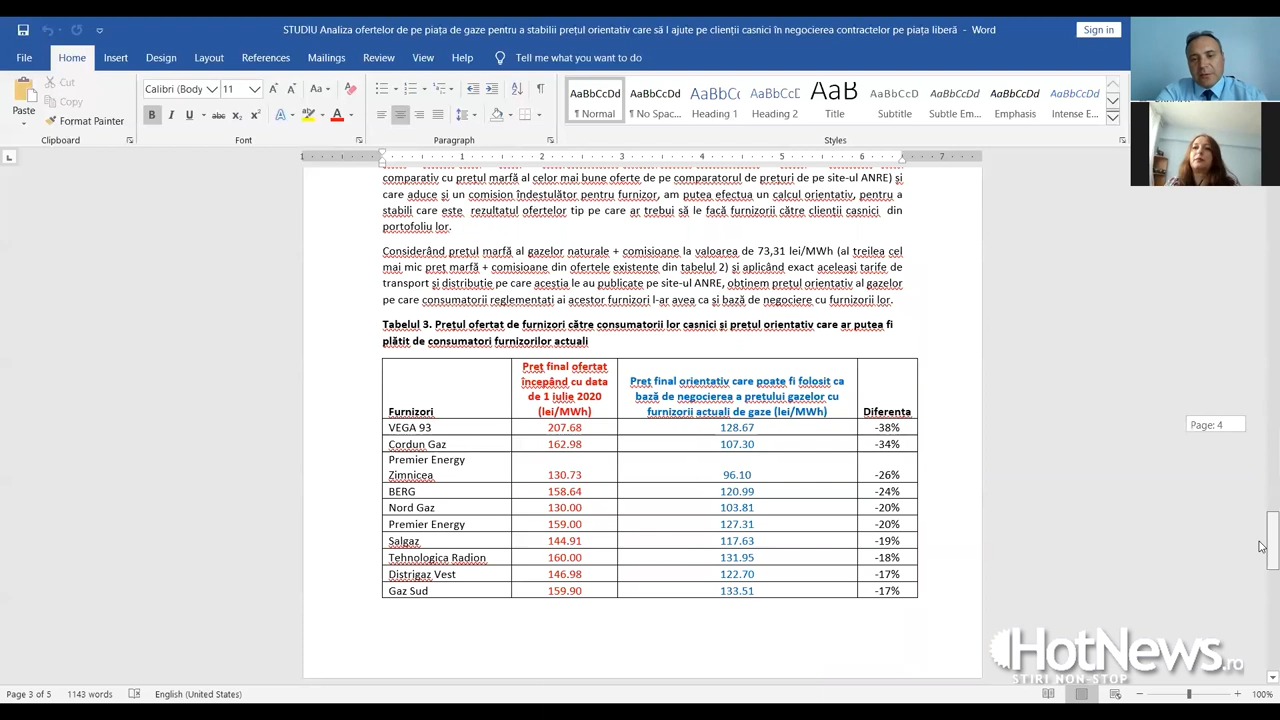 STUDIU Analiza ofertelor de pe piața de gaze pentru a stabilii prețul orientativ care să I ajute pe clienții casnici în negocierea contractelor pe piața liberă - Word
Sign in
File Home Insert Design Layout References Mailings Review View Help Tell me what you want to do
Paste
Cut
Copy
Format Painter
Clipboard
Calibri (Body 11
Font
Paragraph
AaBbCcDd AaBbCcDd AaBbCc AaBbCcC AaB AaBbCcD AaBbCcDd AaBbCcDd AaBbCcDd
¶ Normal ¶ No Spac... Heading 1 Heading 2 Title Subtitle Subtle Em... Emphasis Intense E...
Styles
1 1 2 3 4 5 6 7
comparativ cu prețul marfă al celor mai bune oferte de pe comparatorul de prețuri de pe site-ul ANRE) și
care aduce și un comision îndestulător pentru furnizor, am putea efectua un calcul orientativ, pentru a
stabili care este rezultatul ofertelor tip pe care ar trebui să le facă furnizorii către clienții casnici din
portofoliu lor.
Considerând prețul marfă al gazelor naturale + comisioane la valoarea de 73,31 lei/MWh (al treilea cel
mai mic preț marfă + comisioane din ofertele existente din tabelul 2) și aplicând exact aceleași tarife de
transport și distributie pe care acestia le au publicate pe site-ul ANRE, obținem prețul orientativ al gazelor
pe care consumatorii reglementați ai acestor furnizori l-ar avea ca și bază de negociere cu furnizorii lor.
Tabelul 3. Prețul ofertat de furnizori către consumatorii lor casnici și prețul orientativ care ar putea fi
plătit de consumatori furnizorilor actuali
Furnizori
Preț final ofertat
începând cu data
de 1 iulie 2020
(lei/MWh)
Preț final orientativ care poate fi folosit ca
bază de negociere a prețului gazelor cu
furnizorii actuali de gaze (lei/MWh)
Diferența
VEGA 93 207.68 128.67 -38%
Cordun Gaz 162.98 107.30 -34%
Premier Energy
Zimnicea 130.73 96.10 -26%
BERG 158.64 120.99 -24%
Nord Gaz 130.00 103.81 -20%
Premier Energy 159.00 127.31 -20%
Salgaz 144.91 117.63 -19%
Tehnologica Radion 160.00 131.95 -18%
Distrigaz Vest 146.98 122.70 -17%
Gaz Sud 159.90 133.51 -17%
Page: 4
HotNews.ro
STIRI NON-STOP
Page 3 of 5 1143 words English (United States) 100%